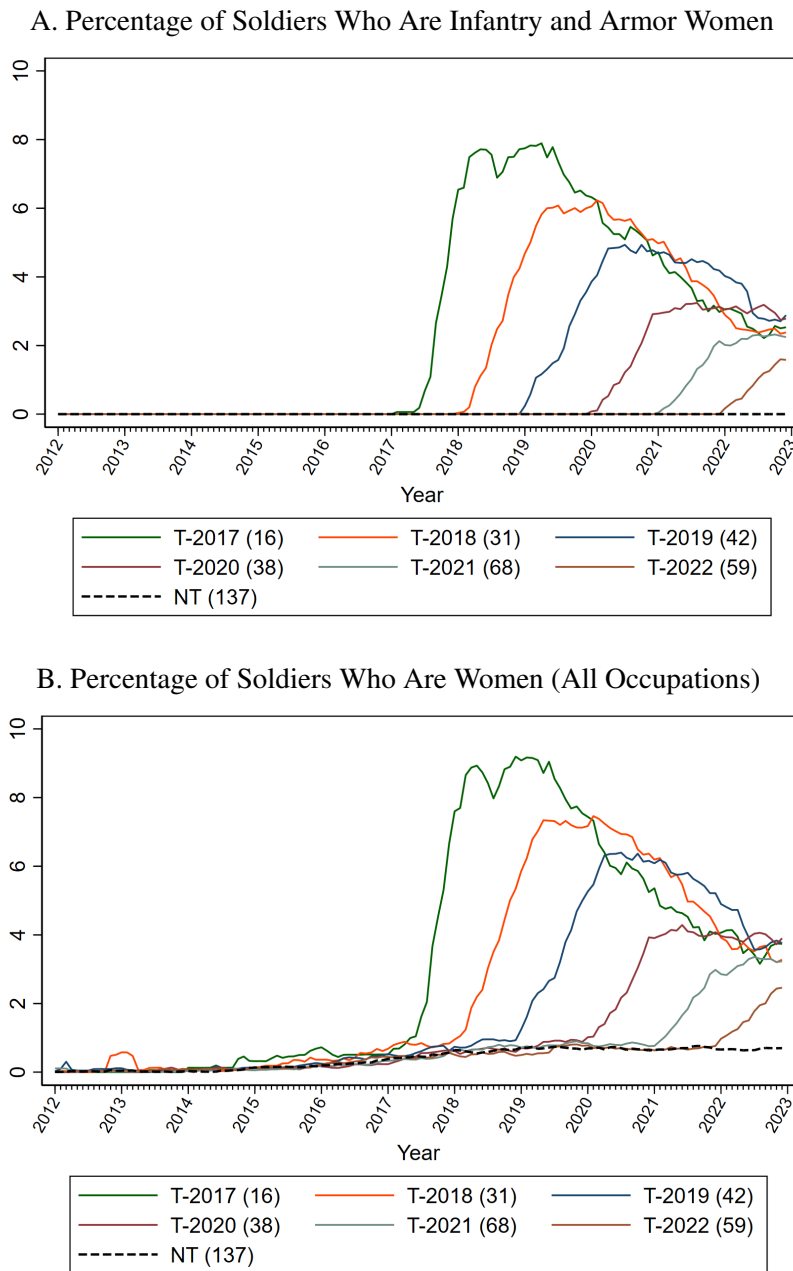 A. Percentage of Soldiers Who Are Infantry and Armor Women
10
8
6
4
2
0
2012 2013 2014 2015 2016 2017 2018 2019 2020 2021 2022 2023
Year
T-2017 (16) T-2018 (31) T-2019 (42)
T-2020 (38) T-2021 (68) T-2022 (59)
NT (137)
B. Percentage of Soldiers Who Are Women (All Occupations)
10
8
6
4
2
0
2012 2013 2014 2015 2016 2017 2018 2019 2020 2021 2022 2023
Year
T-2017 (16) T-2018 (31) T-2019 (42)
T-2020 (38) T-2021 (68) T-2022 (59)
NT (137)